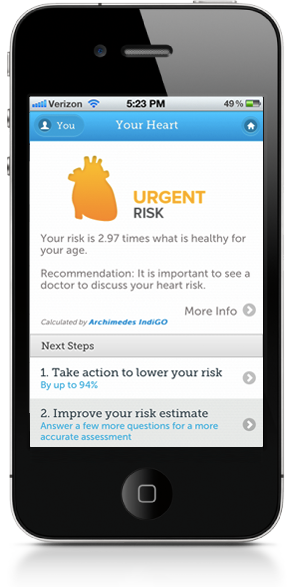 Verizon 5:23 PM 49%
You Your Heart
URGENT
RISK
Your risk is 2.97 times what is healthy for
your age.
Recommendation: It is important to see a
doctor to discuss your heart risk.
More Info
Calculated by Archimedes IndiGO
Next Steps
1. Take action to lower your risk
By up to 94%
2. Improve your risk estimate
Answer a few more questions for a more
accurate assessment